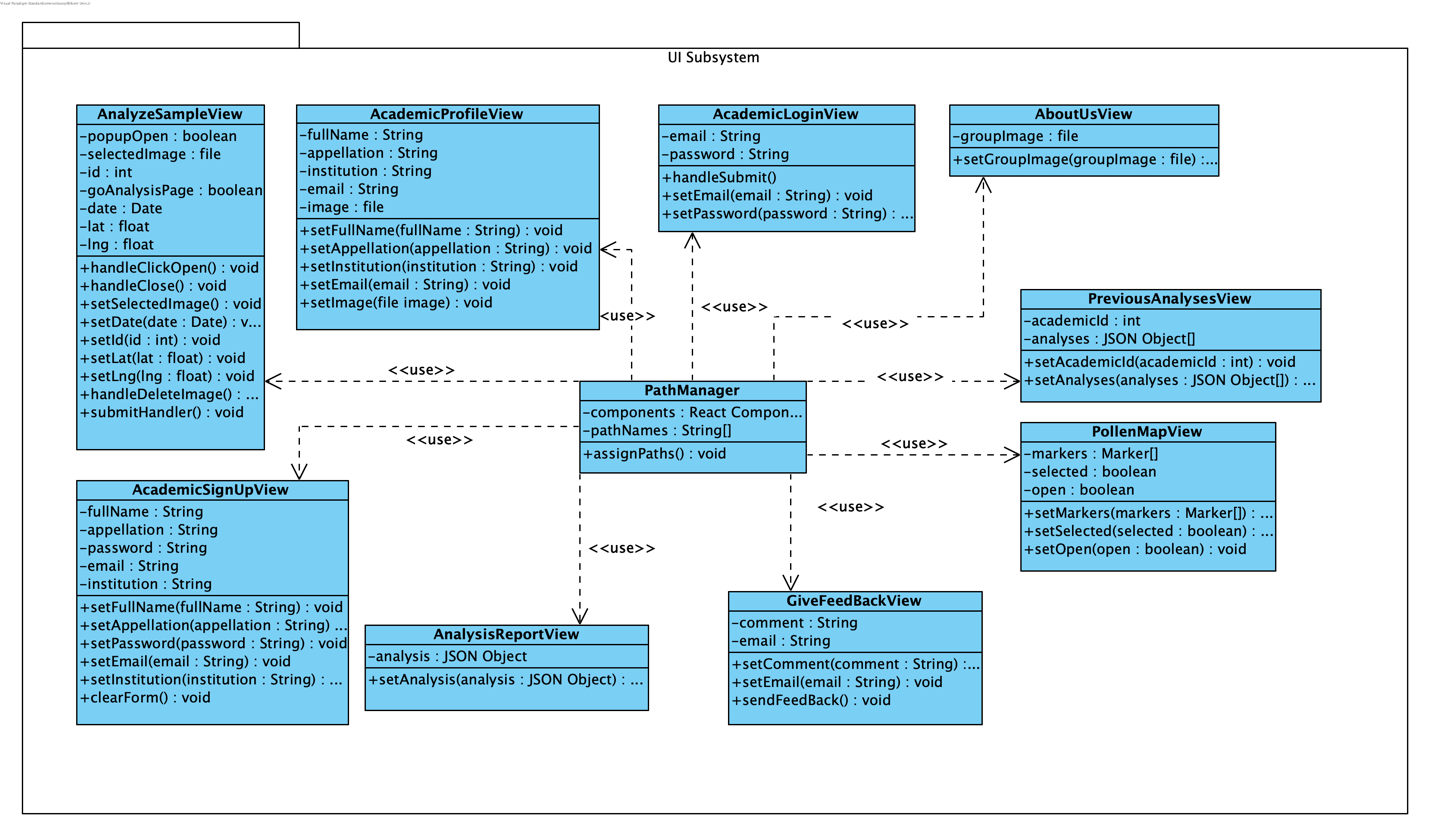 UI Subsystem
AnalyzeSampleView
-popupOpen : boolean
-selectedImage : file
-id : int
-goAnalysisPage : boolean
-date : Date
-lat : float
-lng : float
+handleClickOpen() : void
+handleClose() : void
+setSelectedImage() : void
+setDate(date : Date) : v...
+setId(id : int) : void
+setLat(lat : float) : void
+setLng(lng : float) : void
+handleDeleteImage() : ...
+submitHandler() : void
AcademicProfileView
-fullName : String
-appellation : String
-institution : String
-email : String
-image : file
+setFullName(fullName : String) : void
+setAppellation(appellation : String) : void
+setInstitution(institution : String) : void
+setEmail(email : String) : void
+setImage(file image) : void
AcademicLoginView
-email : String
-password : String
+handleSubmit()
+setEmail(email : String) : void
+setPassword(password : String) : ...
AboutUsView
-groupImage : file
+setGroupImage(groupImage : file) :...
<use>>
<<use>>
<<use>>
PreviousAnalysesView
-academicId : int
-analyses : JSON Object[]
+setAcademicId(academicId : int) : void
+setAnalyses(analyses : JSON Object[]) : ...
<<use>>
<<use>>
PathManager
-components : React Compon...
-pathNames : String[]
+assignPaths() : void
<<use>>
<<use>>
PollenMapView
-markers : Marker[]
-selected : boolean
-open : boolean
+setMarkers(markers : Marker[]) : ...
+setSelected(selected : boolean) : ...
+setOpen(open : boolean) : void
AcademicSignUpView
-fullName : String
-appellation : String
-password : String
-email : String
-institution : String
+setFullName(fullName : String) : void
+setAppellation(appellation : String) ...
+setPassword(password : String) : void
+setEmail(email : String) : void
+setInstitution(institution : String) : ...
+clearForm() : void
<<use>>
<<use>>
AnalysisReportView
-analysis : JSON Object
+setAnalysis(analysis : JSON Object) : ...
GiveFeedBackView
-comment : String
-email : String
+setComment(comment : String) :...
+setEmail(email : String) : void
+sendFeedBack() : void